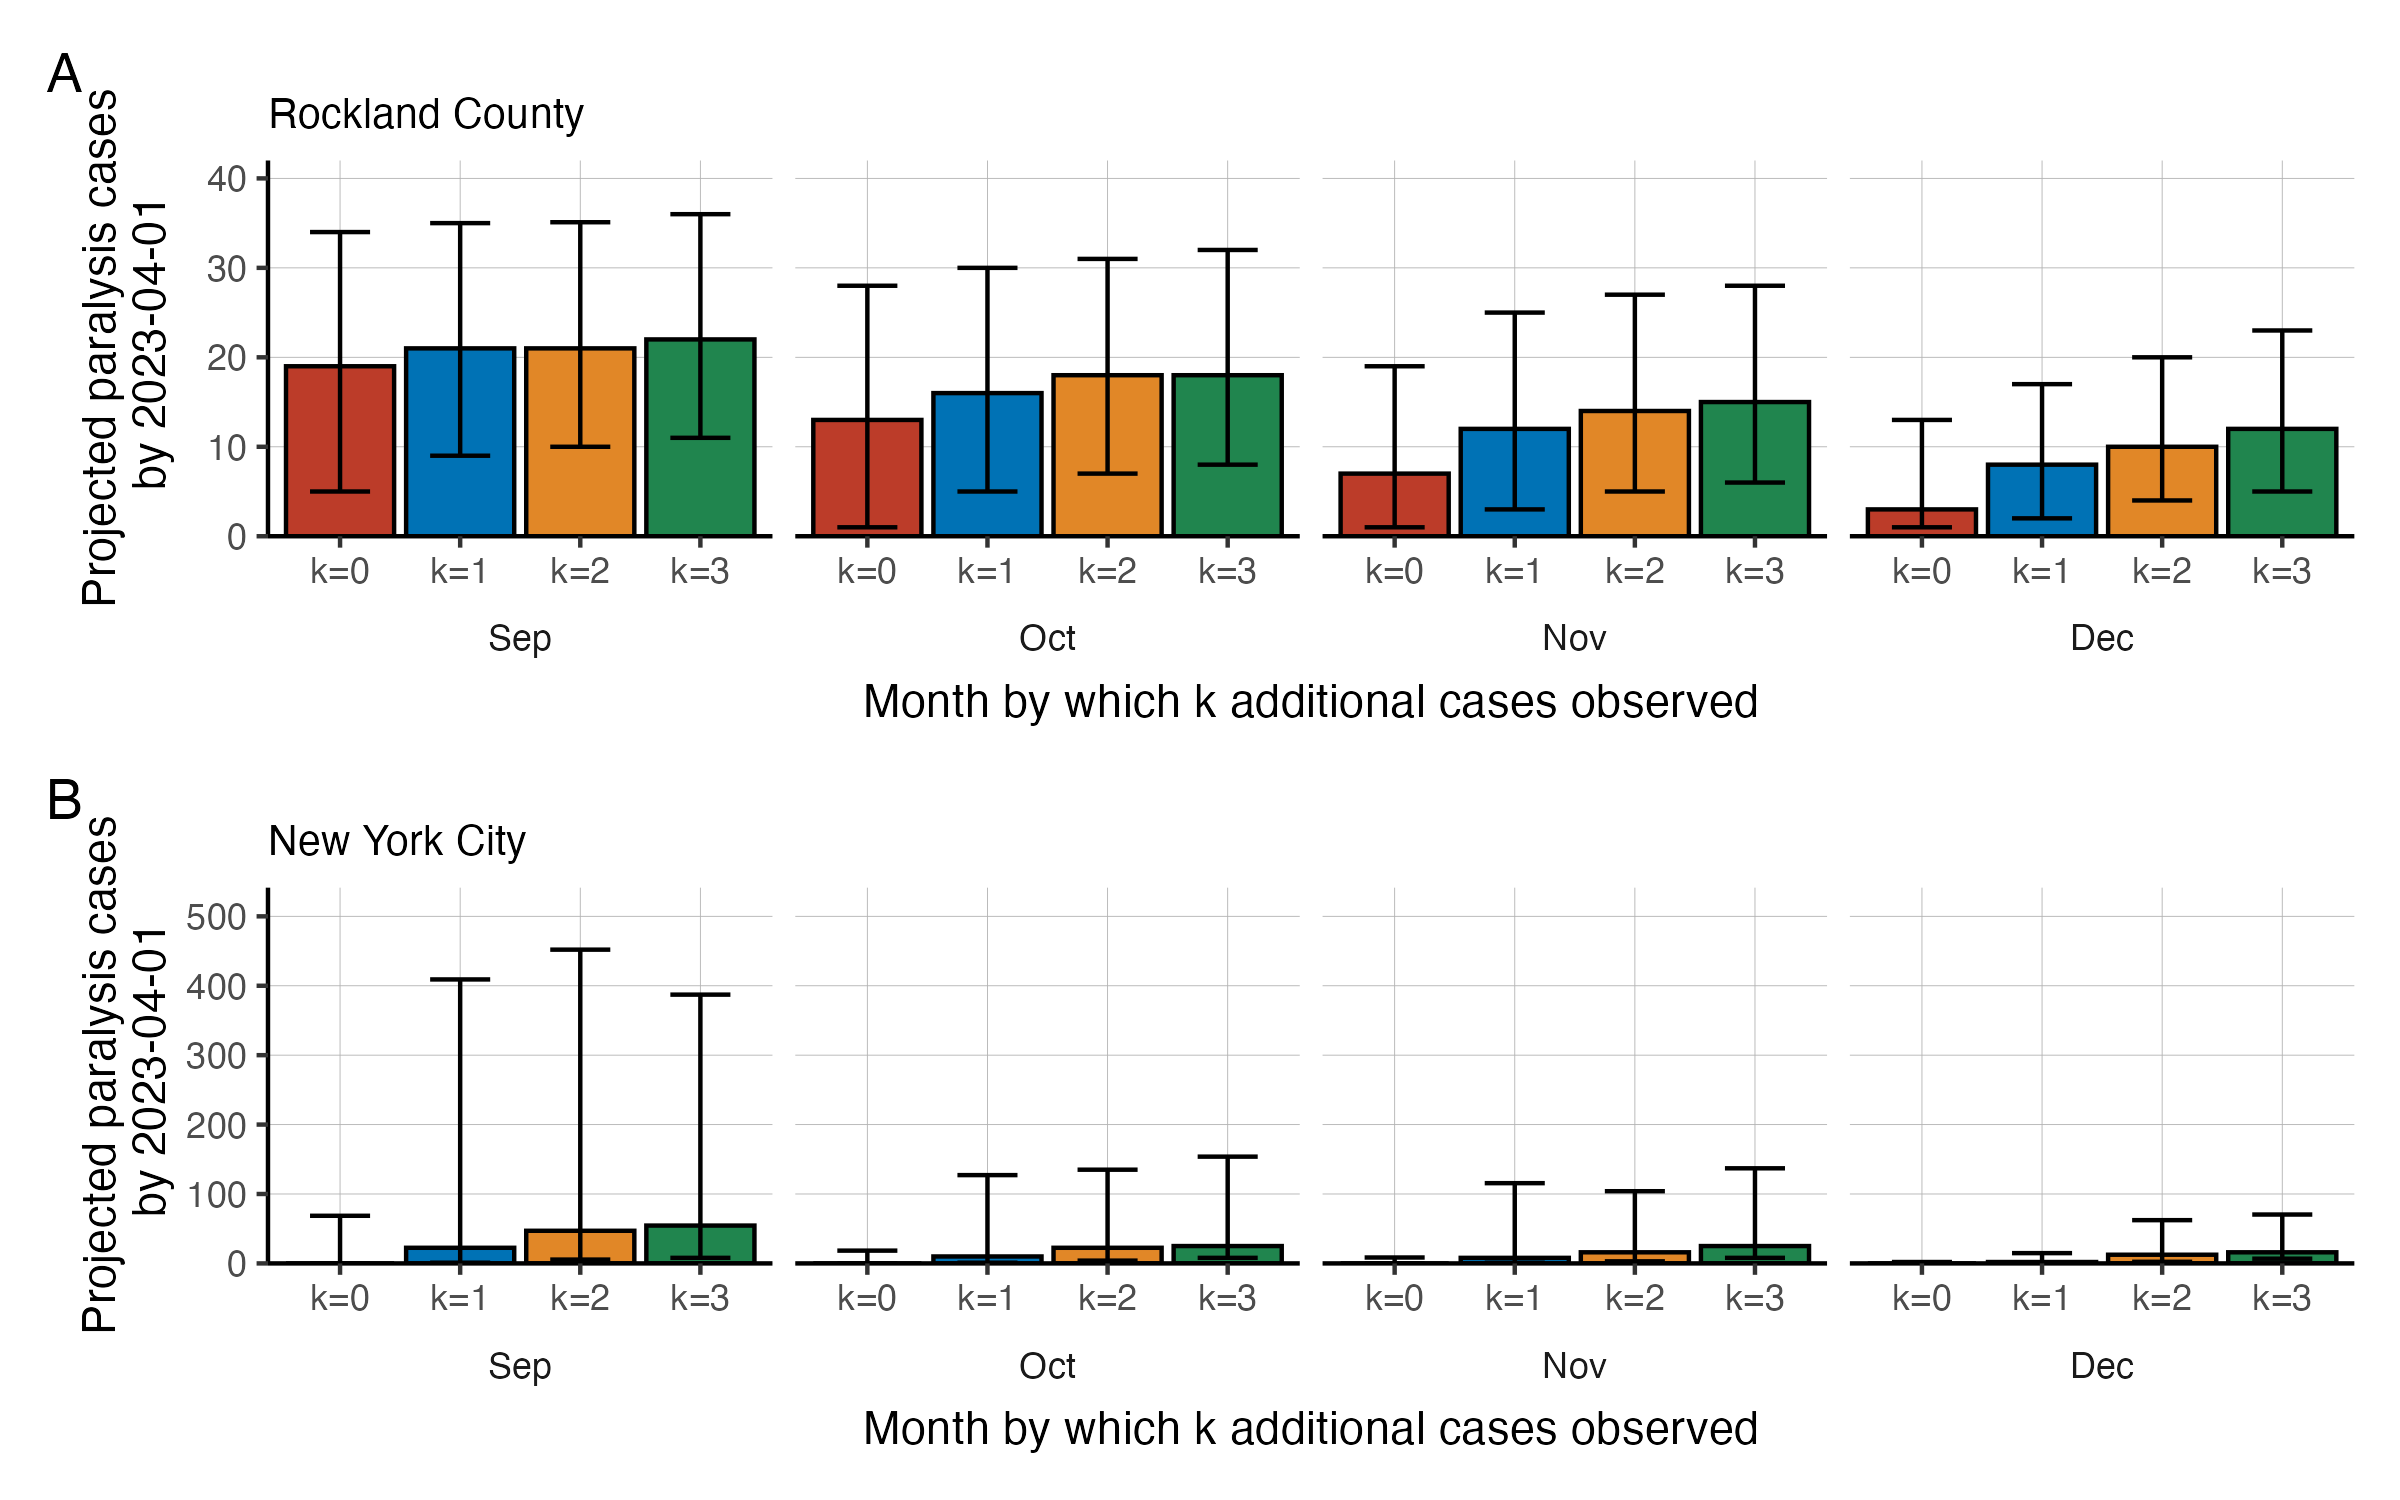 A
Projected paralysis cases
by 2023-04-01
Rockland County
40
30
20
10
0
k=0 k=1 k=2 k=3 k=0 k=1 k=2 k=3 k=0 k=1 k=2 k=3 k=0 k=1 k=2 k=3
Sep Oct Nov Dec
Month by which k additional cases observed
B
Projected paralysis cases
by 2023-04-01
New York City
500
400
300
200
100
0
k=0 k=1 k=2 k=3 k=0 k=1 k=2 k=3 k=0 k=1 k=2 k=3 k=0 k=1 k=2 k=3
Sep Oct Nov Dec
Month by which k additional cases observed